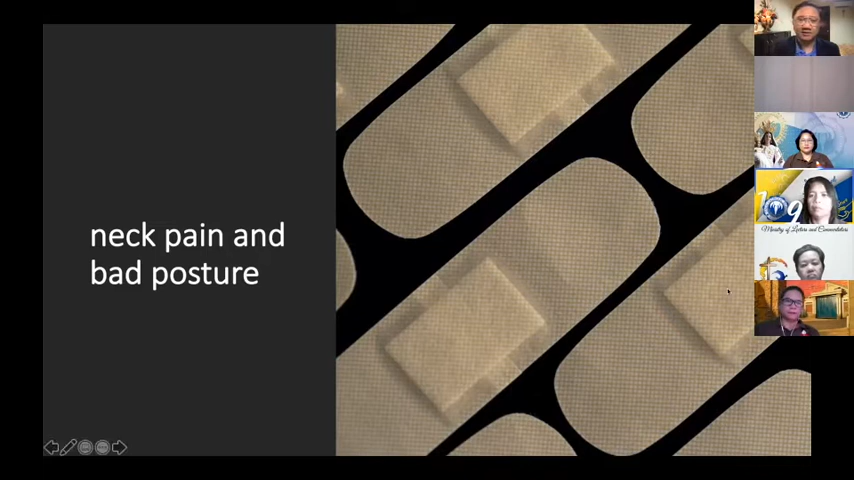 neck pain and
bad posture
Ministry of Lectors and Commentators